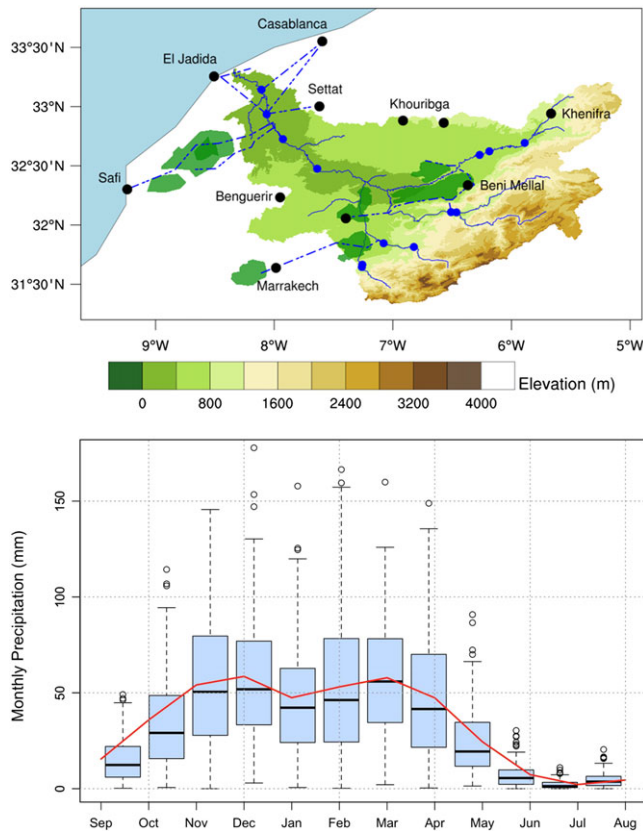 Casablanca
33°30'N
El Jadida
33°N
Settat
Khouribga
Khenifra
32°30'N
Safi
Beni Mellal
Benguerir
32°N
31°30'N
Marrakech
9°W 8°W 7°W 6°W 5°W
Elevation (m)
0 800 1600 2400 3200 4000
Monthly Precipitation (mm)
150
100
50
0
Sep Oct Nov Dec Jan Feb Mar Apr May Jun Jul Aug